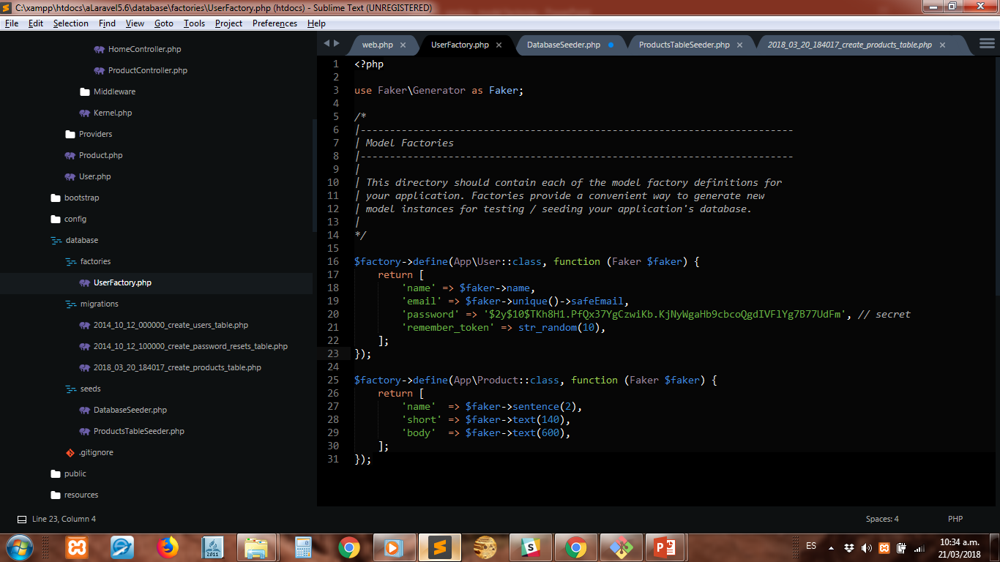 C:\xampp\htdocs\aLaravel5.6\database\factories\UserFactory.php (htdocs) - Sublime Text (UNREGISTERED)
File Edit Selection Find View Goto Tools Project Preferences Help
HomeController.php
ProductController.php
Middleware
Kernel.php
Providers
Product.php
User.php
bootstrap
config
database
factories
UserFactory.php
migrations
2014_10_12_000000_create_users_table.php
2014_10_12_100000_create_password_resets_table.php
2018_03_20_184017_create_products_table.php
seeds
DatabaseSeeder.php
ProductsTableSeeder.php
.gitignore
public
resources
web.php UserFactory.php DatabaseSeeder.php ProductsTableSeeder.php 2018_03_20_184017_create_products_table.php
1 <?php
2
3 use Faker\Generator as Faker;
4
5 /*
6 |--------------------------------------------------------------------------
7 | Model Factories
8 |--------------------------------------------------------------------------
9 |
10 | This directory should contain each of the model factory definitions for
11 | your application. Factories provide a convenient way to generate new
12 | model instances for testing / seeding your application's database.
13 |
14 */
15
16 $factory->define(App\User::class, function (Faker $faker) {
17 return [
18 'name' => $faker->name,
19 'email' => $faker->unique()->safeEmail,
20 'password' => '$2y$10$TKh8H1.PfQx37YgCzwiKb.KjNyWgaHb9cbcoQgdIVFlYg7B77UdFm', // secret
21 'remember_token' => str_random(10),
22 ];
23 });
24
25 $factory->define(App\Product::class, function (Faker $faker) {
26 return [
27 'name' => $faker->sentence(2),
28 'short' => $faker->text(140),
29 'body' => $faker->text(600),
30 ];
31 });
Line 23, Column 4
Spaces: 4
PHP
2011
ES
10:34 a.m.
21/03/2018